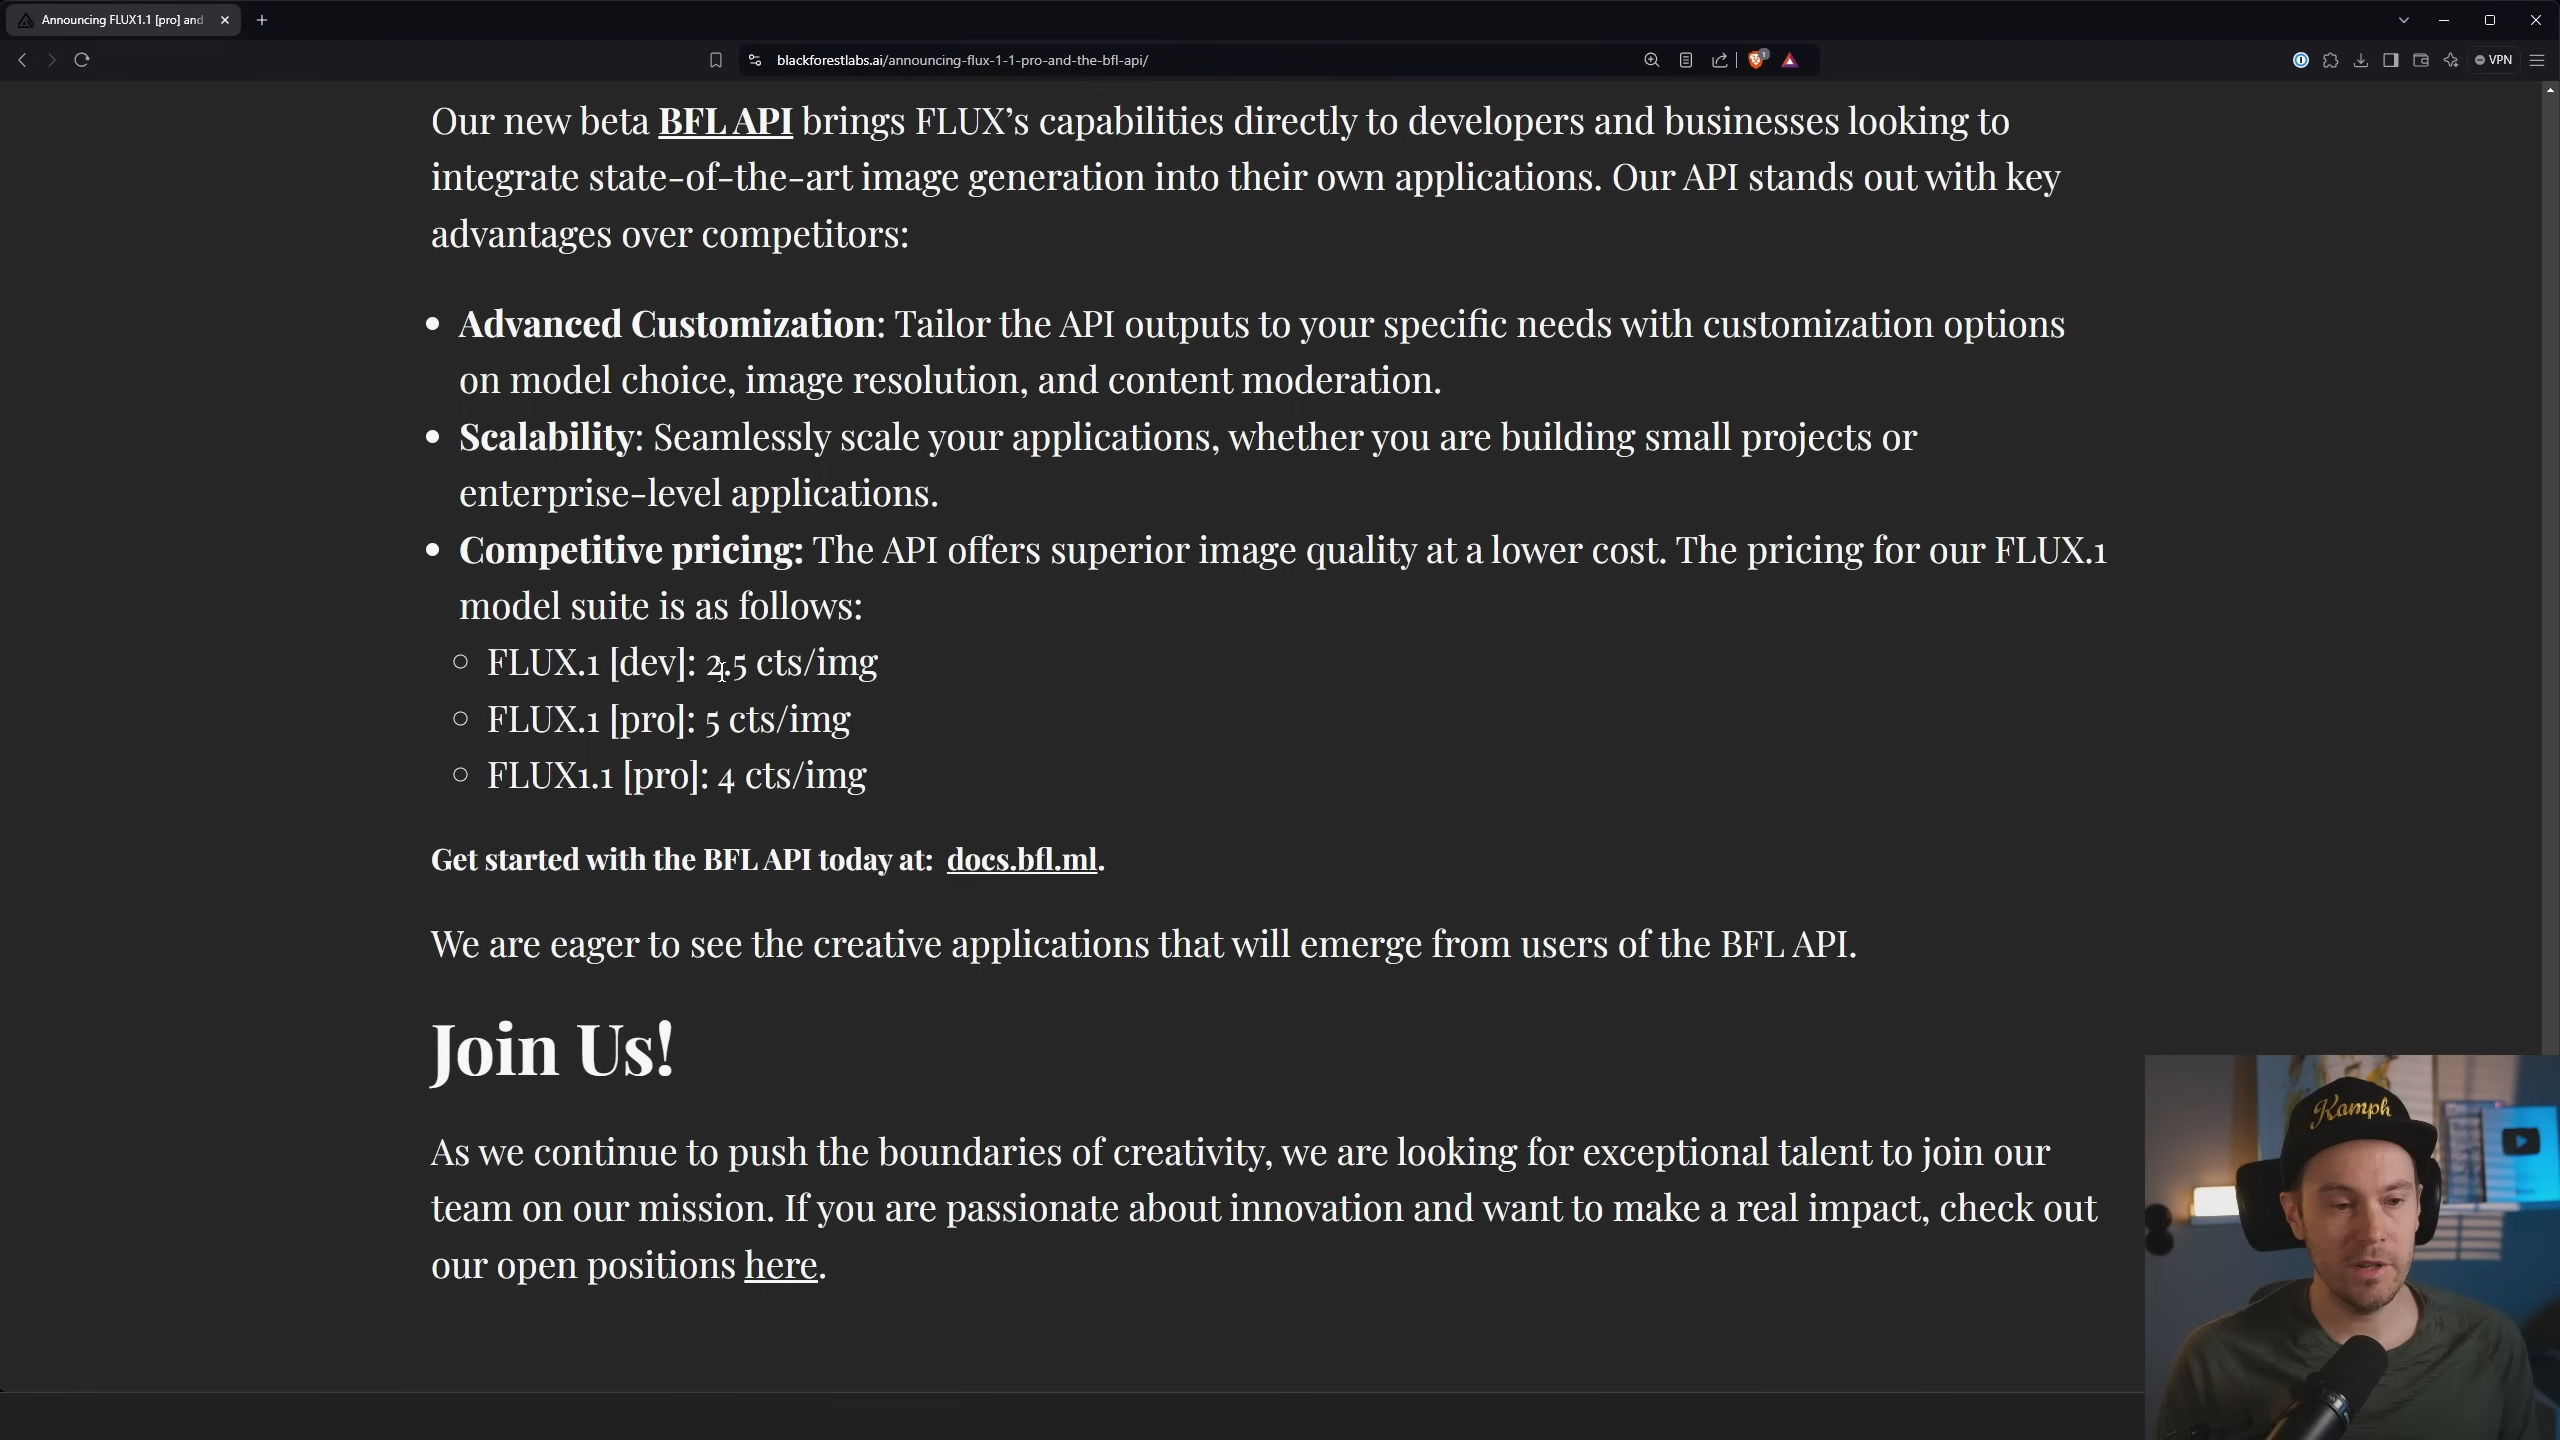 Announcing FLUX1.1 [pro] and
blackforestlabs.ai/announcing-flux-1-1-pro-and-the-bfl-api/
1
VPN
Our new beta BFL API brings FLUX’s capabilities directly to developers and businesses looking to
integrate state-of-the-art image generation into their own applications. Our API stands out with key
advantages over competitors:
• Advanced Customization: Tailor the API outputs to your specific needs with customization options
on model choice, image resolution, and content moderation.
• Scalability: Seamlessly scale your applications, whether you are building small projects or
enterprise-level applications.
• Competitive pricing: The API offers superior image quality at a lower cost. The pricing for our FLUX.1
model suite is as follows:
○ FLUX.1 [dev]: 2.5 cts/img
○ FLUX.1 [pro]: 5 cts/img
○ FLUX1.1 [pro]: 4 cts/img
Get started with the BFL API today at: docs.bfl.ml.
We are eager to see the creative applications that will emerge from users of the BFL API.
Join Us!
As we continue to push the boundaries of creativity, we are looking for exceptional talent to join our
team on our mission. If you are passionate about innovation and want to make a real impact, check out
our open positions here.
Kamph